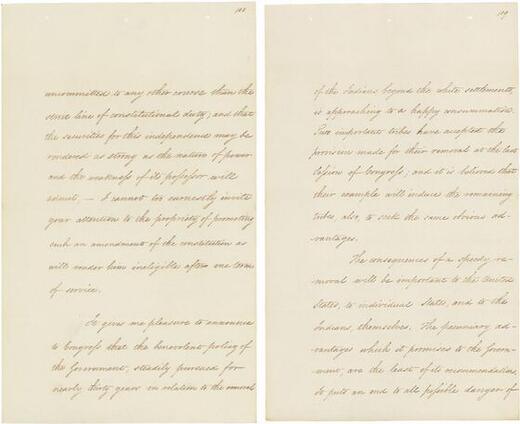 108
uncommitted to any other course than the
strict line of constitutional duty; and that
the securities for this independence may be
rendered as strong as the nature of power
and the weakness of its possessor will
admit, — I cannot too earnestly invite
your attention to the propriety of promoting
such an amendment of the constitution as
will render him ineligible after one term
of service.
It gives me pleasure to announce
to Congress that the benevolent policy of
the Government, steadily pursued for
nearly thirty years in relation to the removal
109
of the Indians beyond the white settlements,
is approaching to a happy consummation.
Two important tribes have accepted the
provision made for their removal at the last
Session of Congress; and it is believed that
their example will induce the remaining
tribes, also, to seek the same obvious ad-
vantages.
The consequences of a speedy re-
moval will be important to the United
States, to individual States, and to the
Indians, themselves. The pecuniary ad-
vantages which it promises to the Govern-
ment, are the least of its recommendations.
It puts an end to all possible danger of